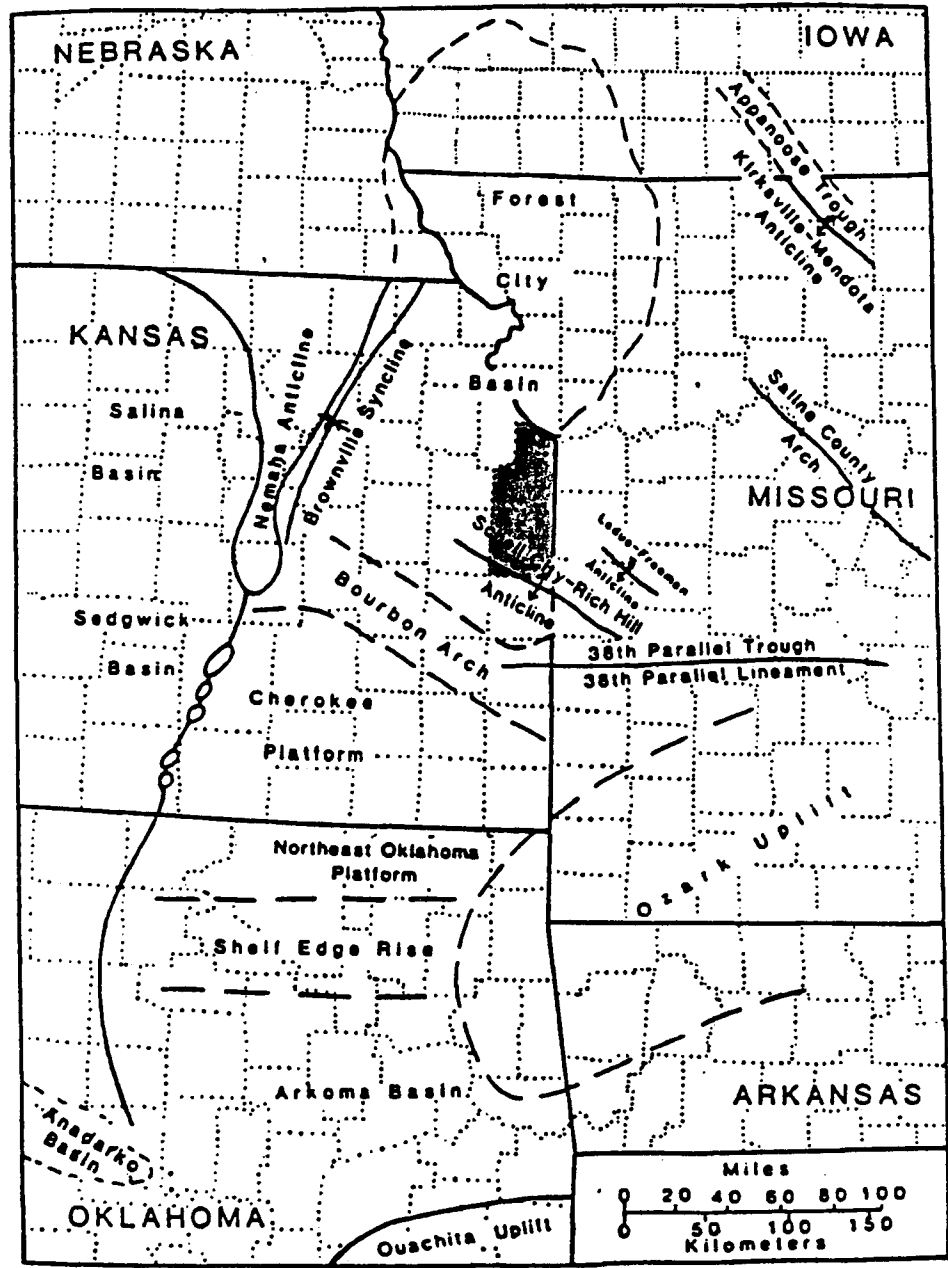 NEBRASKA
IOWA
Appanoose Trough
Kirksville-Mendota
Anticline
Forest
City
Basin
KANSAS
Salina
Basin
Nemaha Anticline
Brownville Syncline
Saline County
Arch
MISSOURI
Anticline
-Rich Hill
Anticline
Bourbon Arch
Sedgwick
Basin
38th Parallel Trough
38th Parallel Lineament
Cherokee
Platform
Ozark Uplift
Northeast Oklahoma
Platform
Shelf Edge Rise
Arkoma Basin
ARKANSAS
Anadarko
Basin
OKLAHOMA
Ouachita Uplift
Miles
0 20 40 60 80 100
0 50 100 150
Kilometers